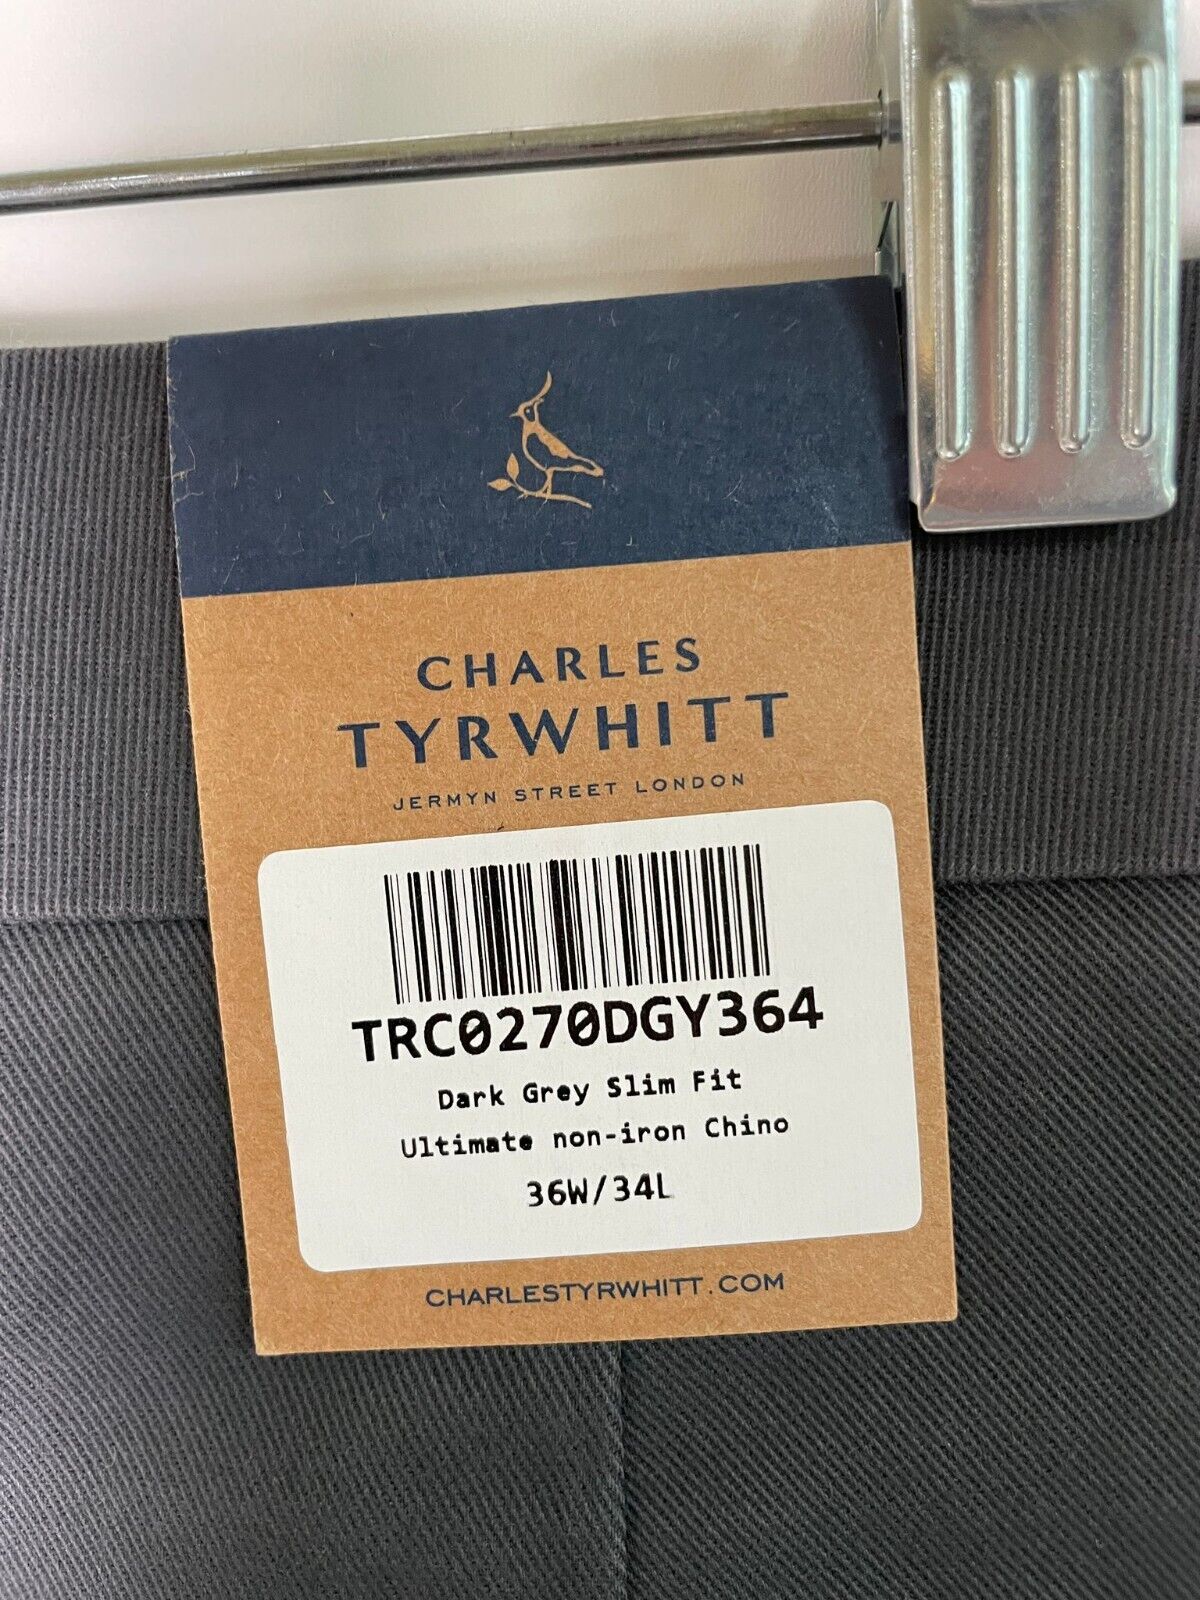 CHARLES
TYRWHITT
JERMYN STREET LONDON
TRC0270DGY364
Dark Grey Slim Fit
Ultimate non-iron Chino
36W/34L
CHARLESTYRWHITT.COM